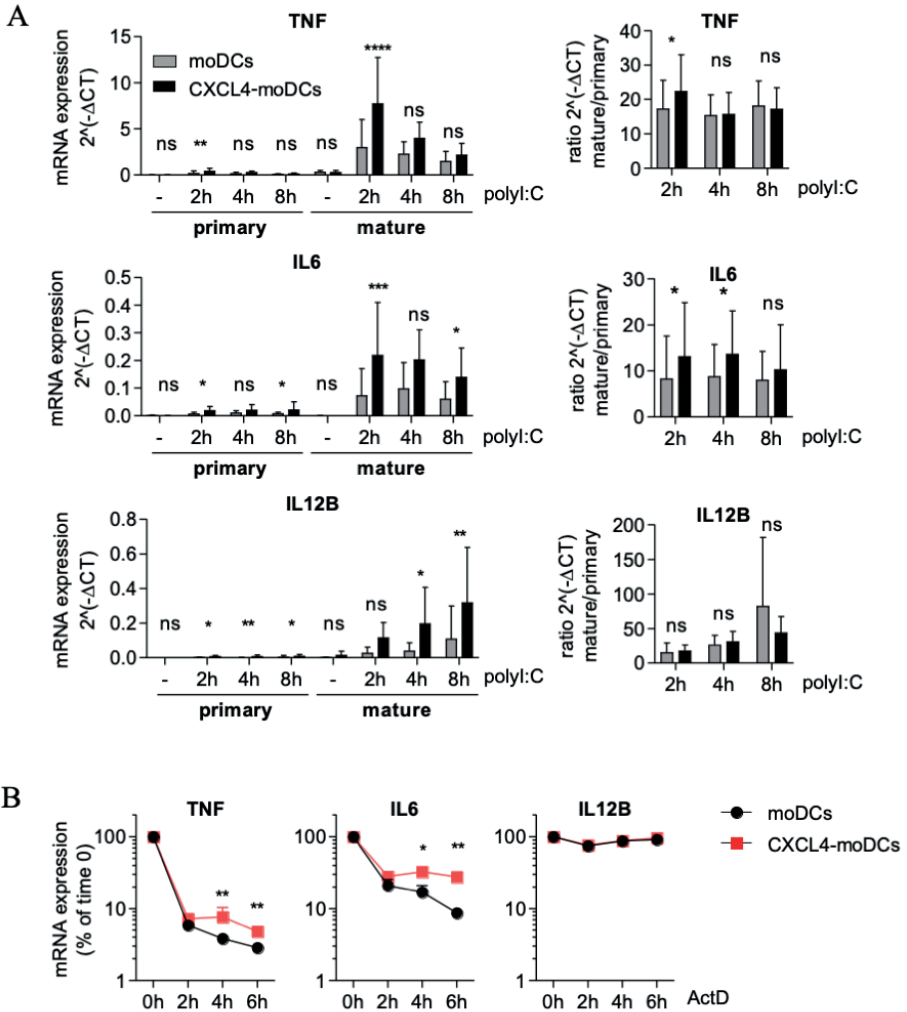 A
TNF
mRNA expression
2^(-ΔCT)
15
10
5
0
moDCs
CXCL4-moDCs
ns ** ns ns ns **** ns ns
- 2h 4h 8h - 2h 4h 8h polyI:C
primary mature
TNF
ratio 2^(-ΔCT)
mature/primary
40
30
20
10
0
* ns ns
2h 4h 8h polyI:C
IL6
mRNA expression
2^(-ΔCT)
0.5
0.4
0.3
0.2
0.1
0.0
ns * ns * ns *** ns *
- 2h 4h 8h - 2h 4h 8h polyI:C
primary mature
IL6
ratio 2^(-ΔCT)
mature/primary
30
20
10
0
* * ns
2h 4h 8h polyI:C
IL12B
mRNA expression
2^(-ΔCT)
0.8
0.6
0.4
0.2
0.0
ns * ** * ns ns * **
- 2h 4h 8h - 2h 4h 8h polyI:C
primary mature
IL12B
ratio 2^(-ΔCT)
mature/primary
200
150
100
50
0
ns ns ns
2h 4h 8h polyI:C
B
TNF
mRNA expression
(% of time 0)
100
10
1
** **
0h 2h 4h 6h
IL6
100
10
1
* **
0h 2h 4h 6h
IL12B
100
10
1
0h 2h 4h 6h ActD
moDCs
CXCL4-moDCs